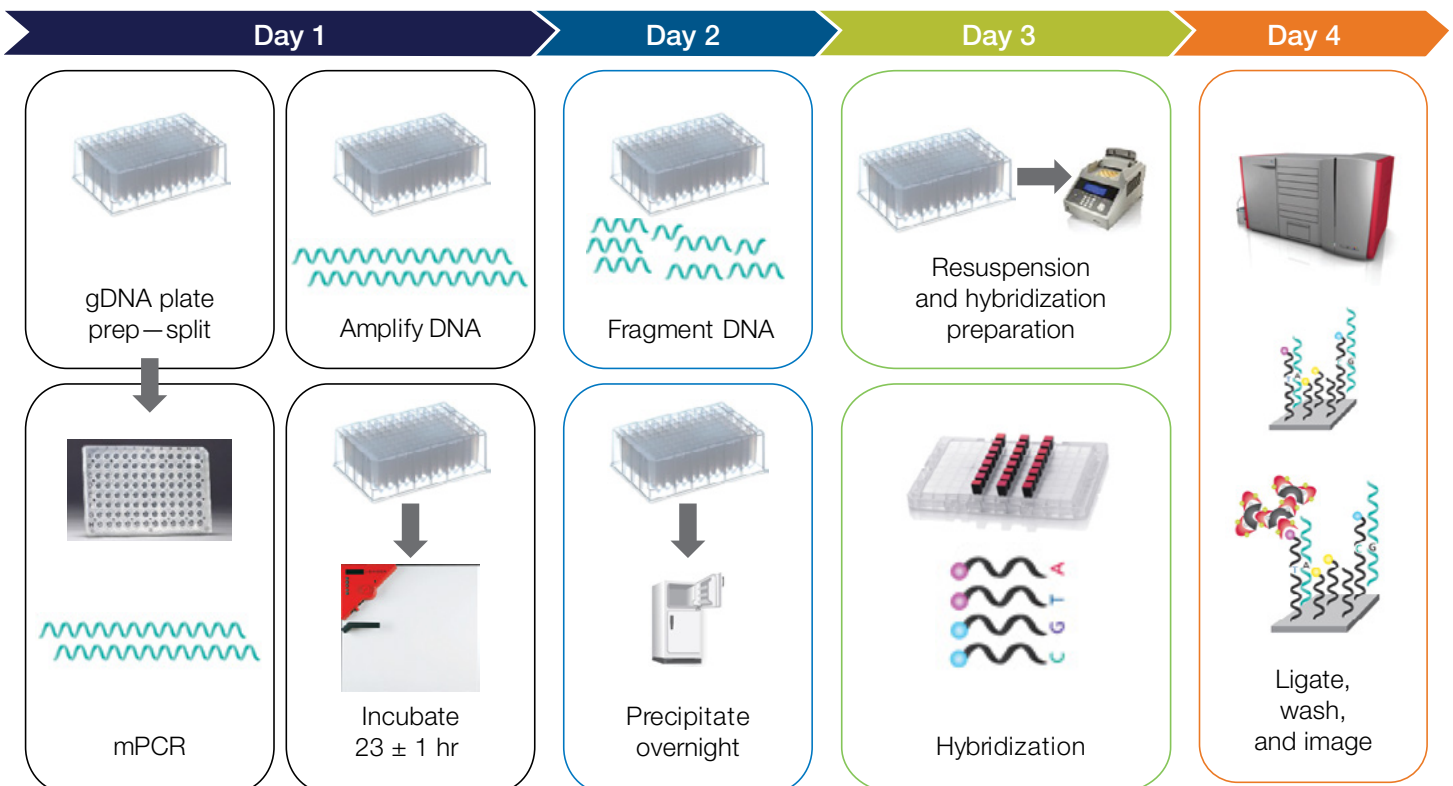 Day 1
Day 2
Day 3
Day 4
gDNA plate
prep—split
Amplify DNA
Fragment DNA
Resuspension
and hybridization
preparation
mPCR
Incubate
23 ± 1 hr
Precipitate
overnight
A
T
G
C
Hybridization
T A
C G
T A
C G
Ligate,
wash,
and image